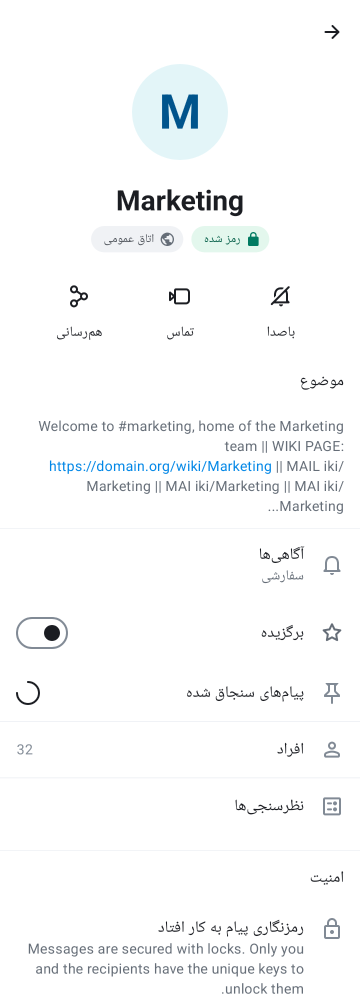 M
Marketing
رمز شده
اتاق عمومی
باصدا
تماس
هم‌رسانی
موضوع
Welcome to #marketing, home of the Marketing
team || WIKI PAGE:
https://domain.org/wiki/Marketing || MAIL iki/
Marketing || MAI iki/Marketing || MAI iki/
Marketing...
آگاهی‌ها
سفارشی
برگزیده
پیام‌های سنجاق شده
افراد
32
نظرسنجی‌ها
امنیت
رمزنگاری پیام به کار افتاد
Messages are secured with locks. Only you
and the recipients have the unique keys to
unlock them.